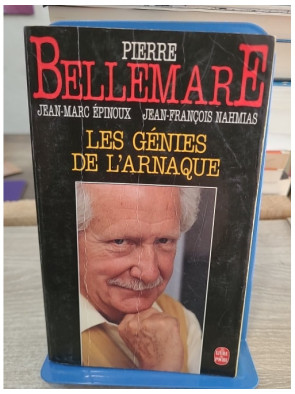 PIERRE
BELLEMARE
JEAN-MARC ÉPINOUX JEAN-FRANÇOIS NAHMIAS
LES GÉNIES
DE L'ARNAQUE